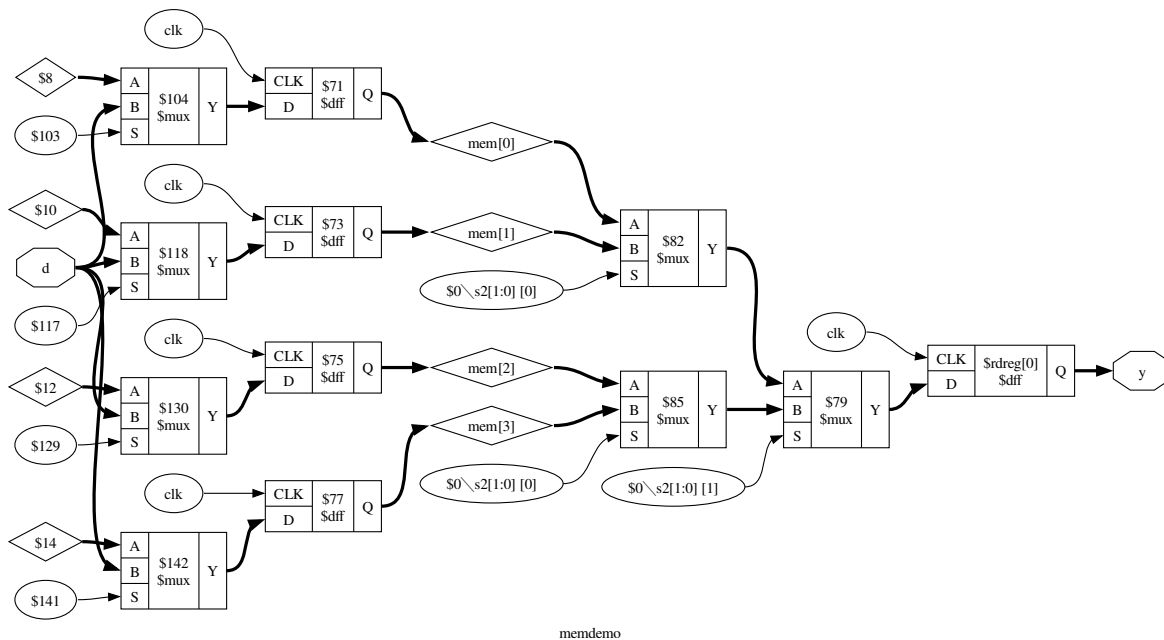 clk
$8
A
B
S
$104
$mux
Y
CLK
D
$71
$dff
Q
$103
mem[0]
clk
$10
A
B
S
$118
$mux
Y
CLK
D
$73
$dff
Q
mem[1]
d
$117
A
B
S
$82
$mux
Y
$0\s2[1:0] [0]
clk
$12
A
B
S
$130
$mux
Y
CLK
D
$75
$dff
Q
mem[2]
$129
mem[3]
A
B
S
$85
$mux
Y
$0\s2[1:0] [0]
A
B
S
$79
$mux
Y
$0\s2[1:0] [1]
clk
CLK
D
$rdreg[0]
$dff
Q
y
clk
CLK
D
$77
$dff
Q
$14
A
B
S
$142
$mux
Y
$141
memdemo